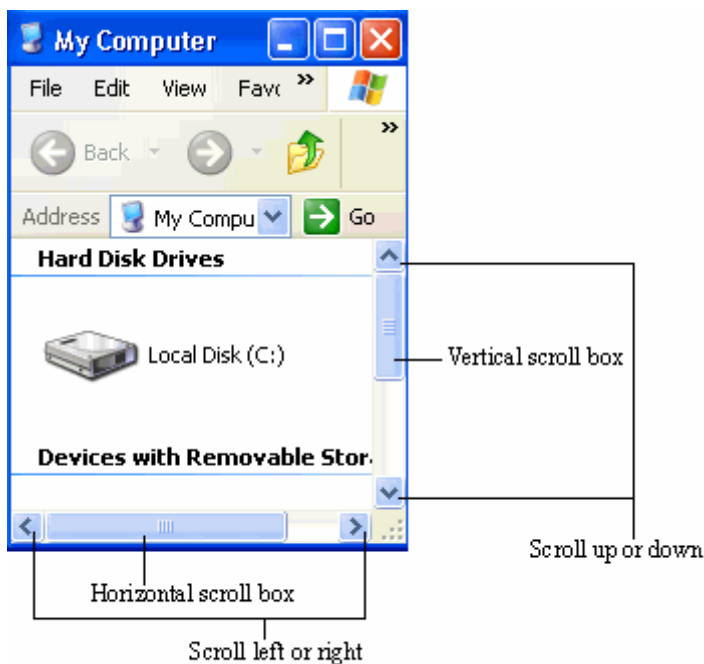 My Computer
File Edit View Favo »
Back »
Address My Compu Go
Hard Disk Drives
Local Disk (C:)
Vertical scroll box
Devices with Removable Stor
Scroll up or down
Horizontal scroll box
Scroll left or right